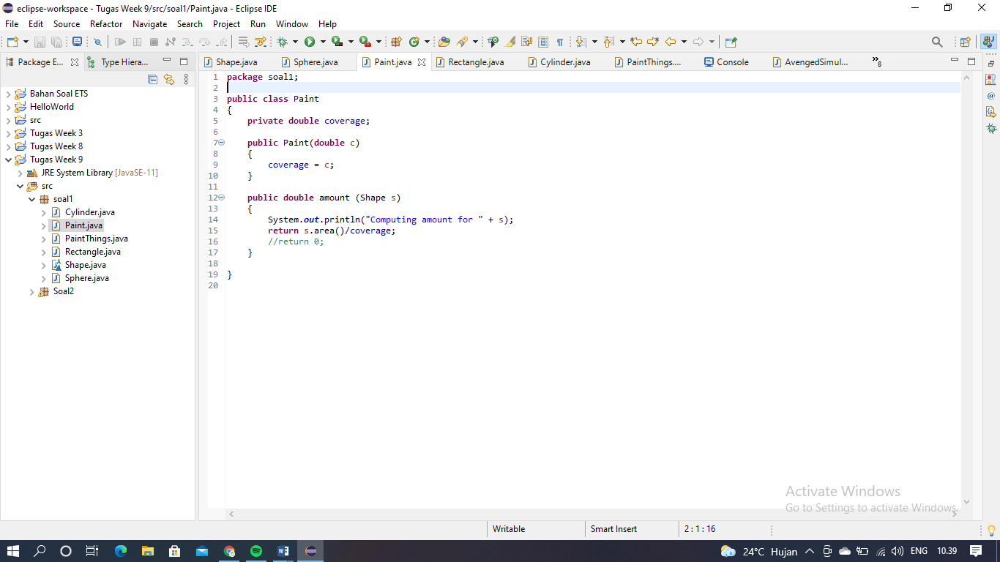 eclipse-workspace - Tugas Week 9/src/soal1/Paint.java - Eclipse IDE
File Edit Source Refactor Navigate Search Project Run Window Help
Package E... Type Hiera...
Shape.java Sphere.java Paint.java Rectangle.java Cylinder.java PaintThings.... Console AvengedSimul... »8
Bahan Soal ETS
HelloWorld
src
Tugas Week 3
Tugas Week 8
Tugas Week 9
JRE System Library [JavaSE-11]
src
soal1
Cylinder.java
Paint.java
PaintThings.java
Rectangle.java
Shape.java
Sphere.java
Soal2
1 package soal1;
2
3 public class Paint
4 {
5 private double coverage;
6
7 public Paint(double c)
8 {
9 coverage = c;
10 }
11
12 public double amount (Shape s)
13 {
14 System.out.println("Computing amount for " + s);
15 return s.area()/coverage;
16 //return 0;
17 }
18
19 }
20
Activate Windows
Go to Settings to activate Windows.
Writable Smart Insert 2 : 1 : 16
24°C Hujan ENG 10.39